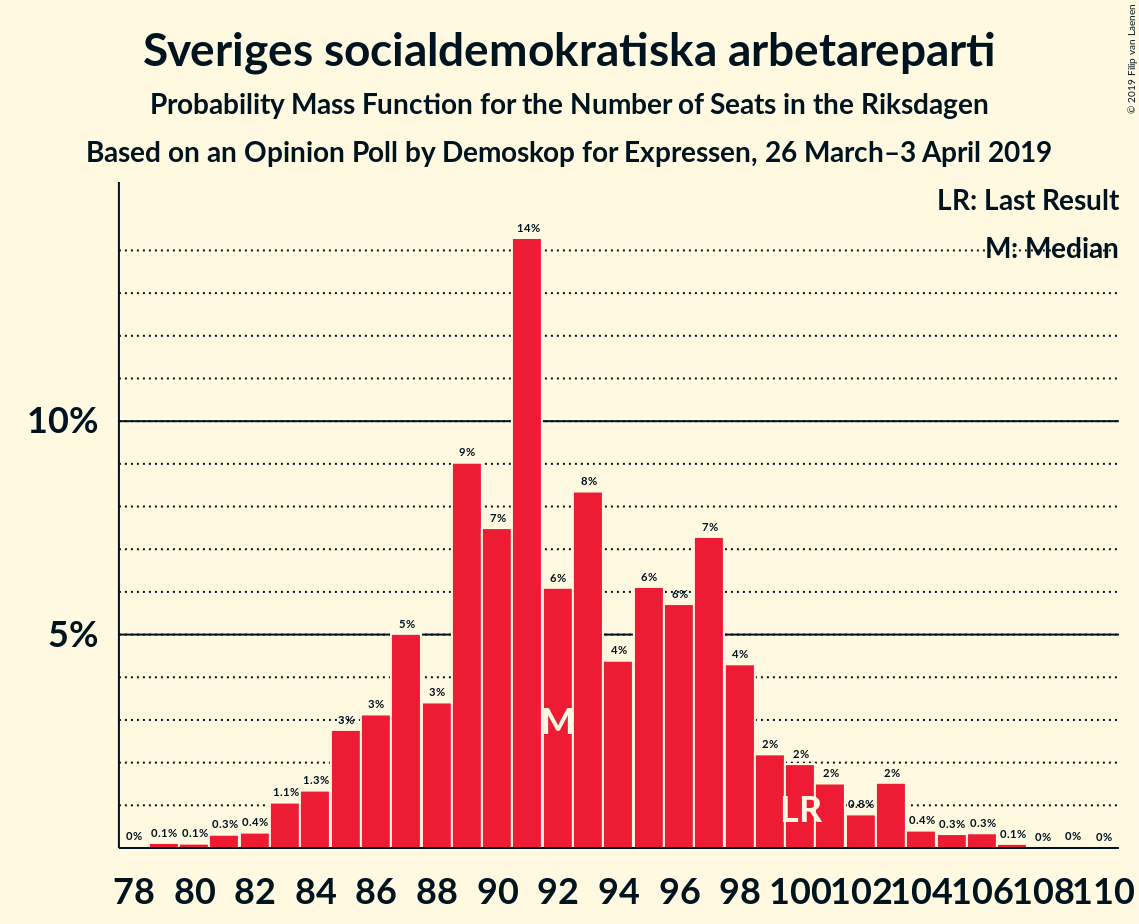 Sveriges socialdemokratiska arbetareparti
Probability Mass Function for the Number of Seats in the Riksdagen
Based on an Opinion Poll by Demoskop for Expressen, 26 March–3 April 2019
© 2019 Filip van Laenen
LR: Last Result
M: Median
10%
5%
0% 0.1% 0.1% 0.3% 0.4% 1.1% 1.3% 3% 3% 5% 3% 9% 7% 14% 6% 8% 4% 6% 6% 7% 4% 2% 2% 2% 0.8% 2% 0.4% 0.3% 0.3% 0.1% 0% 0% 0%
M
LR
78 80 82 84 86 88 90 92 94 96 98 100 102 104 106 108 110